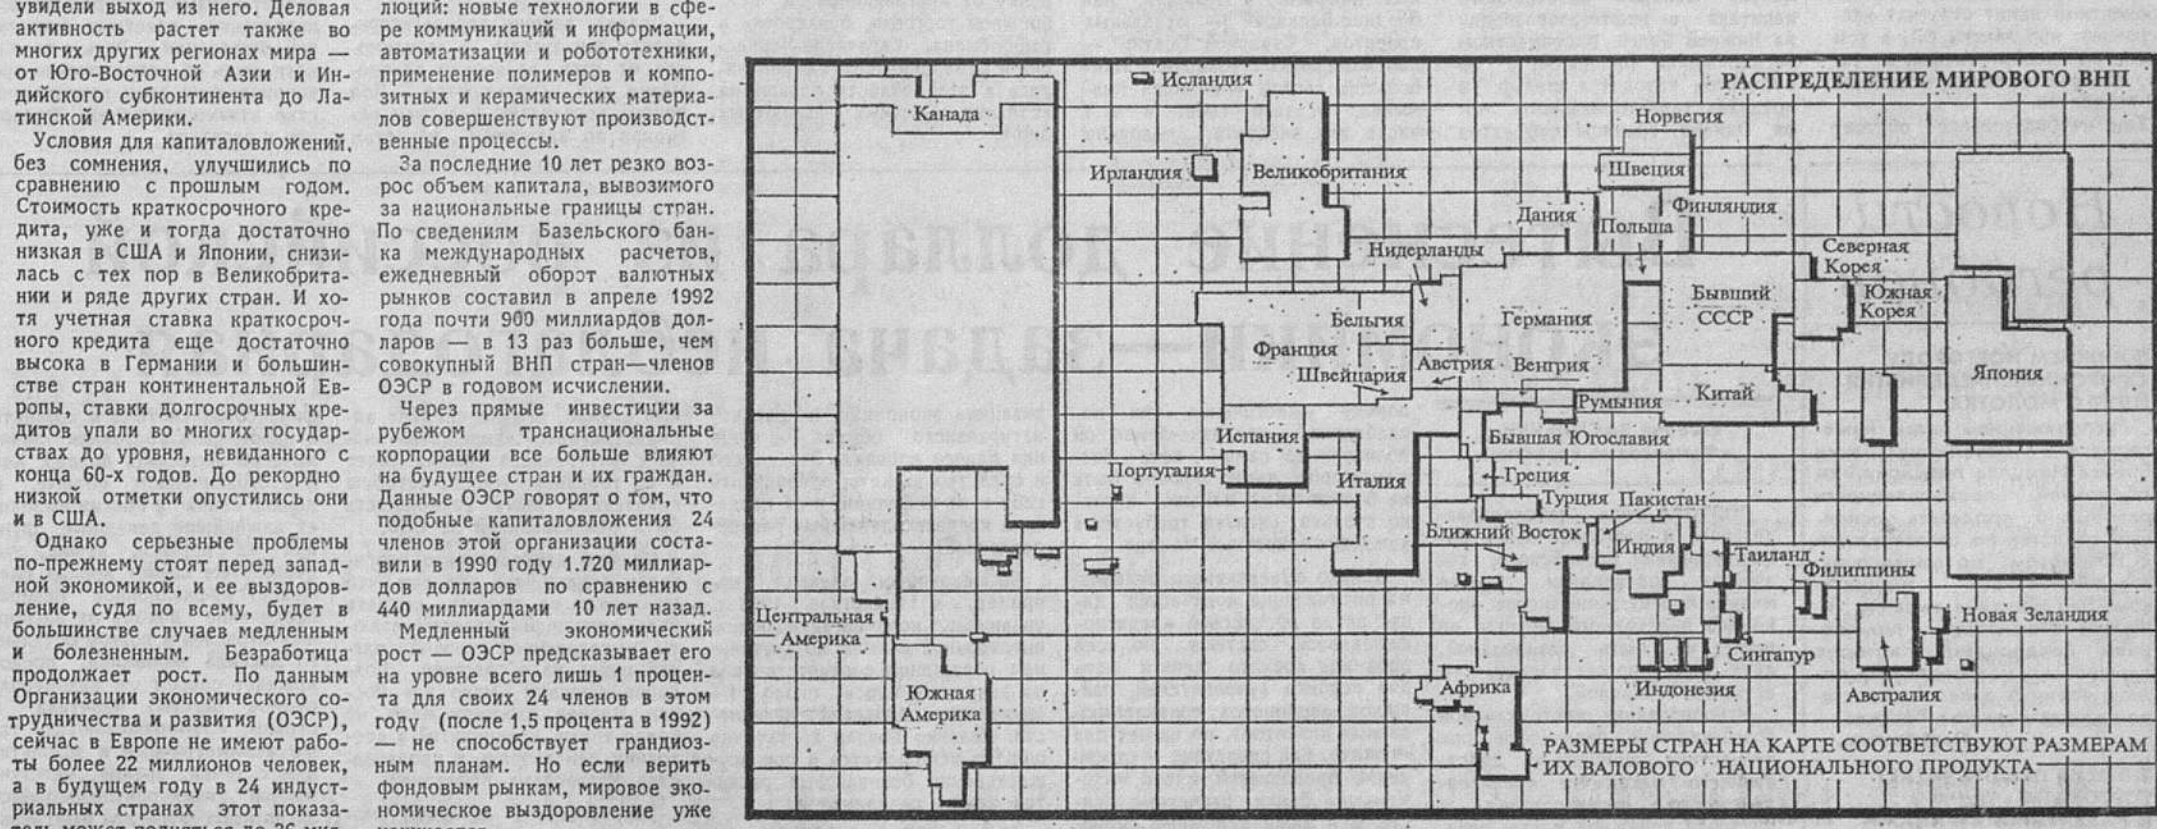 увидели выход из него. Деловая
активность растет также во
многих других регионах мира —
от Юго-Восточной Азии и Ин-
дийского субконтинента до Ла-
тинской Америки.
Условия для капиталовложений,
без сомнения, улучшились по
сравнению с прошлым годом.
Стоимость краткосрочного кре-
дита, уже и тогда достаточно
низкая в США и Японии, снизи-
лась с тех пор в Великобрита-
нии и ряде других стран. И хо-
тя учетная ставка краткосроч-
ного кредита еще достаточно
высока в Германии и большин-
стве стран континентальной Ев-
ропы, ставки долгосрочных кре-
дитов упали во многих государ-
ствах до уровня, невиданного с
конца 60-х годов. До рекордно
низкой отметки опустились они
и в США.
Однако серьезные проблемы
по-прежнему стоят перед запад-
ной экономикой, и ее выздоров-
ление, судя по всему, будет в
большинстве случаев медленным
и болезненным. Безработица
продолжает рост. По данным
Организации экономического со-
трудничества и развития (ОЭСР),
сейчас в Европе не имеют рабо-
ты более 22 миллионов человек,
а в будущем году в 24 индуст-
риальных странах этот показа-
тель может подняться до
люций: новые технологии в сфе-
ре коммуникаций и информации,
автоматизации и робототехники,
применение полимеров и компо-
зитных и керамических материа-
лов совершенствуют производст-
венные процессы.
За последние 10 лет резко воз-
рос объем капитала, вывозимого
за национальные границы стран.
По сведениям Базельского бан-
ка международных расчетов,
ежедневный оборот валютных
рынков составил в апреле 1992
года почти 900 миллиардов дол-
ларов — в 13 раз больше, чем
совокупный ВНП стран—членов
ОЭСР в годовом исчислении.
Через прямые инвестиции за
рубежом транснациональные
корпорации все больше влияют
на будущее стран и их граждан.
Данные ОЭСР говорят о том, что
подобные капиталовложения 24
членов этой организации соста-
вили в 1990 году 1.720 миллиар-
дов долларов по сравнению с
440 миллиардами 10 лет назад.
Медленный экономический
рост — ОЭСР предсказывает его
на уровне всего лишь 1 процен-
та для своих 24 членов в этом
году (после 1,5 процента в 1992)
— не способствует грандиоз-
ным планам. Но если верить
фондовым рынкам, мировое эко-
номическое выздоровление уже
РАСПРЕДЕЛЕНИЕ МИРОВОГО ВНП
Исландия
Канада
Норвегия
Ирландия
Великобритания
Швеция
Дания
Финляндия
Польша
Нидерланды
Северная
Корея
Бывший
СССР
Южная
Корея
Бельгия
Германия
Франция
Австрия
Венгрия
Швейцария
Япония
Китай
Румыния
Испания
Бывшая Югославия
Португалия
Италия
Греция
Турция
Пакистан
Ближний Восток
Индия
Таиланд
Филиппины
Центральная
Америка
Новая Зеландия
Сингапур
Африка
Индонезия
Австралия
Южная
Америка
РАЗМЕРЫ СТРАН НА КАРТЕ СООТВЕТСТВУЮТ РАЗМЕРАМ
ИХ ВАЛОВОГО НАЦИОНАЛЬНОГО ПРОДУКТА